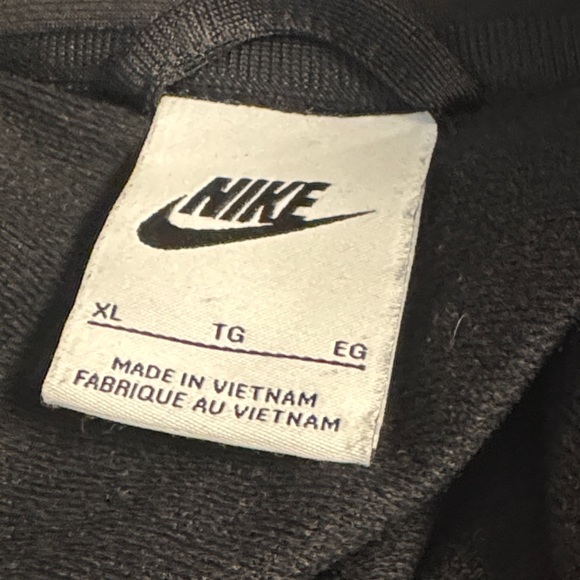 NIKE
XL TG EG
MADE IN VIETNAM
FABRIQUE AU VIETNAM